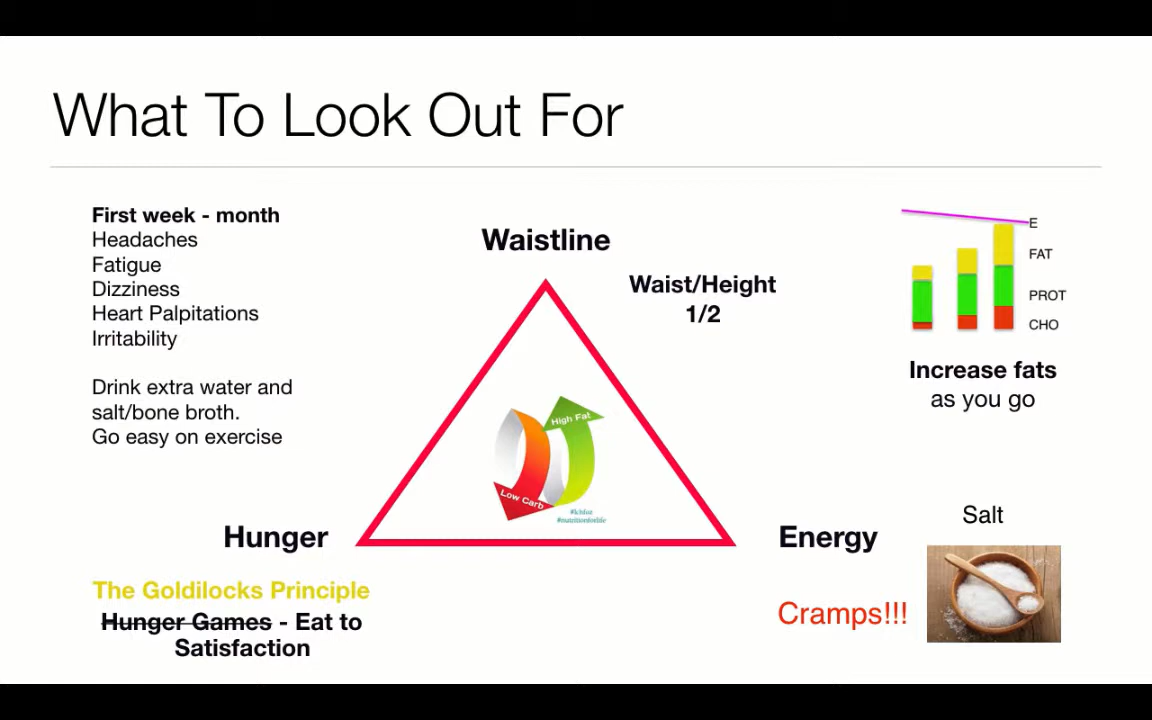 What To Look Out For
First week - month
Headaches
Fatigue
Dizziness
Heart Palpitations
Irritability
Drink extra water and
salt/bone broth.
Go easy on exercise
Waistline
Waist/Height
1/2
High Fat
Low Carb
#lchfnz
#nutritionforlife
Hunger
Energy
The Goldilocks Principle
Hunger Games - Eat to
Satisfaction
E
FAT
PROT
CHO
Increase fats
as you go
Salt
Cramps!!!